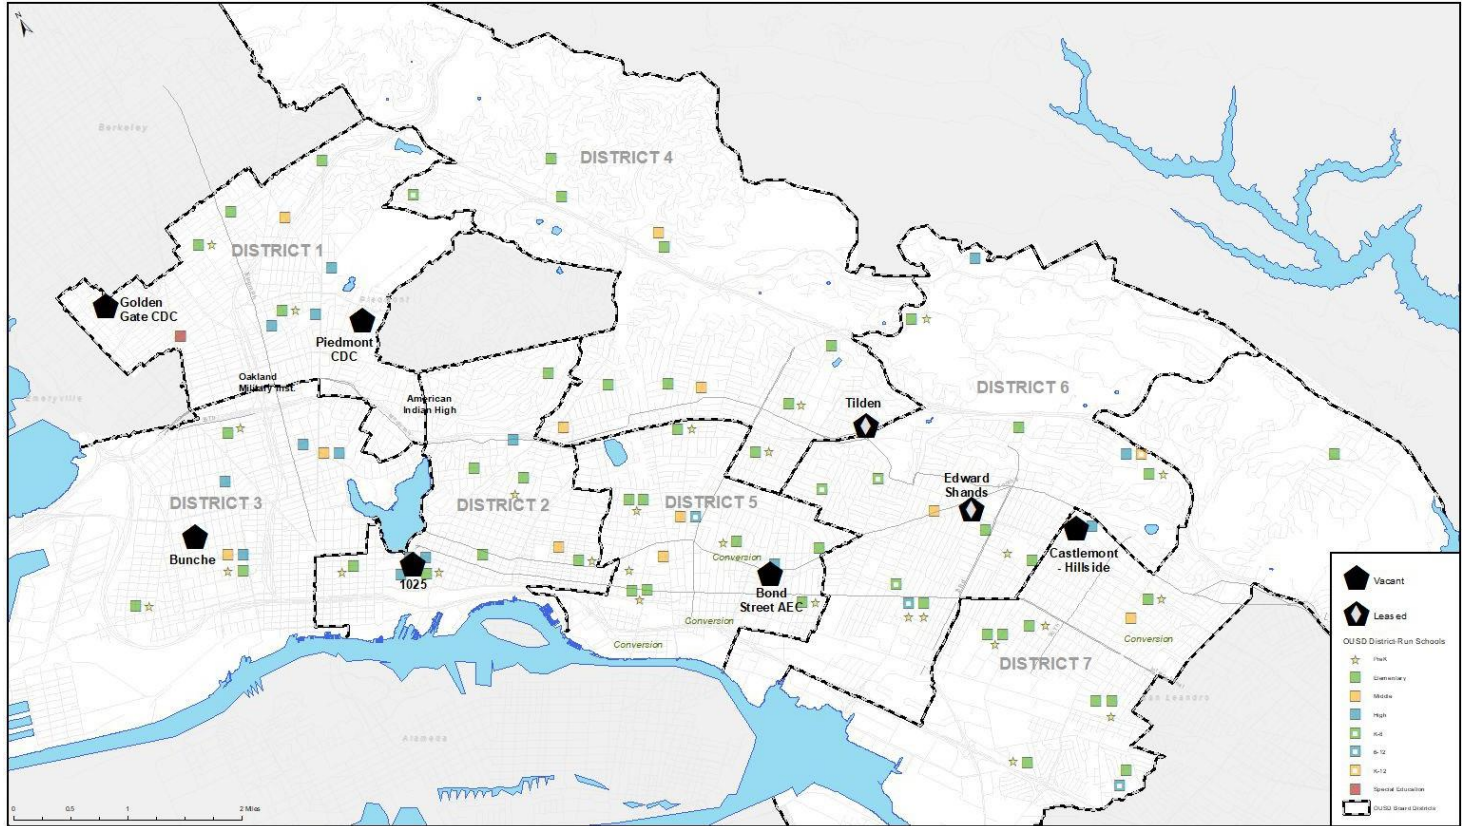 N
Berkeley
DISTRICT 4
DISTRICT 1
Golden
Gate CDC
Piedmont
Piedmont
CDC
Oakland
Military Inst.
American
Indian High
Emeryville
DISTRICT 6
Tilden
Edward
Shands
DISTRICT 3
DISTRICT 2
DISTRICT 5
Bunche
1025
Conversion
Castlemont
- Hillside
Bond
Street AEC
Conversion
Conversion
Conversion
DISTRICT 7
San Leandro
Alameda
Vacant
Leased
OUSD District-Run Schools
PreK
Elementary
Middle
High
K-8
6-12
K-12
Special Education
OUSD Board Districts
0 0.5 1 2 Miles